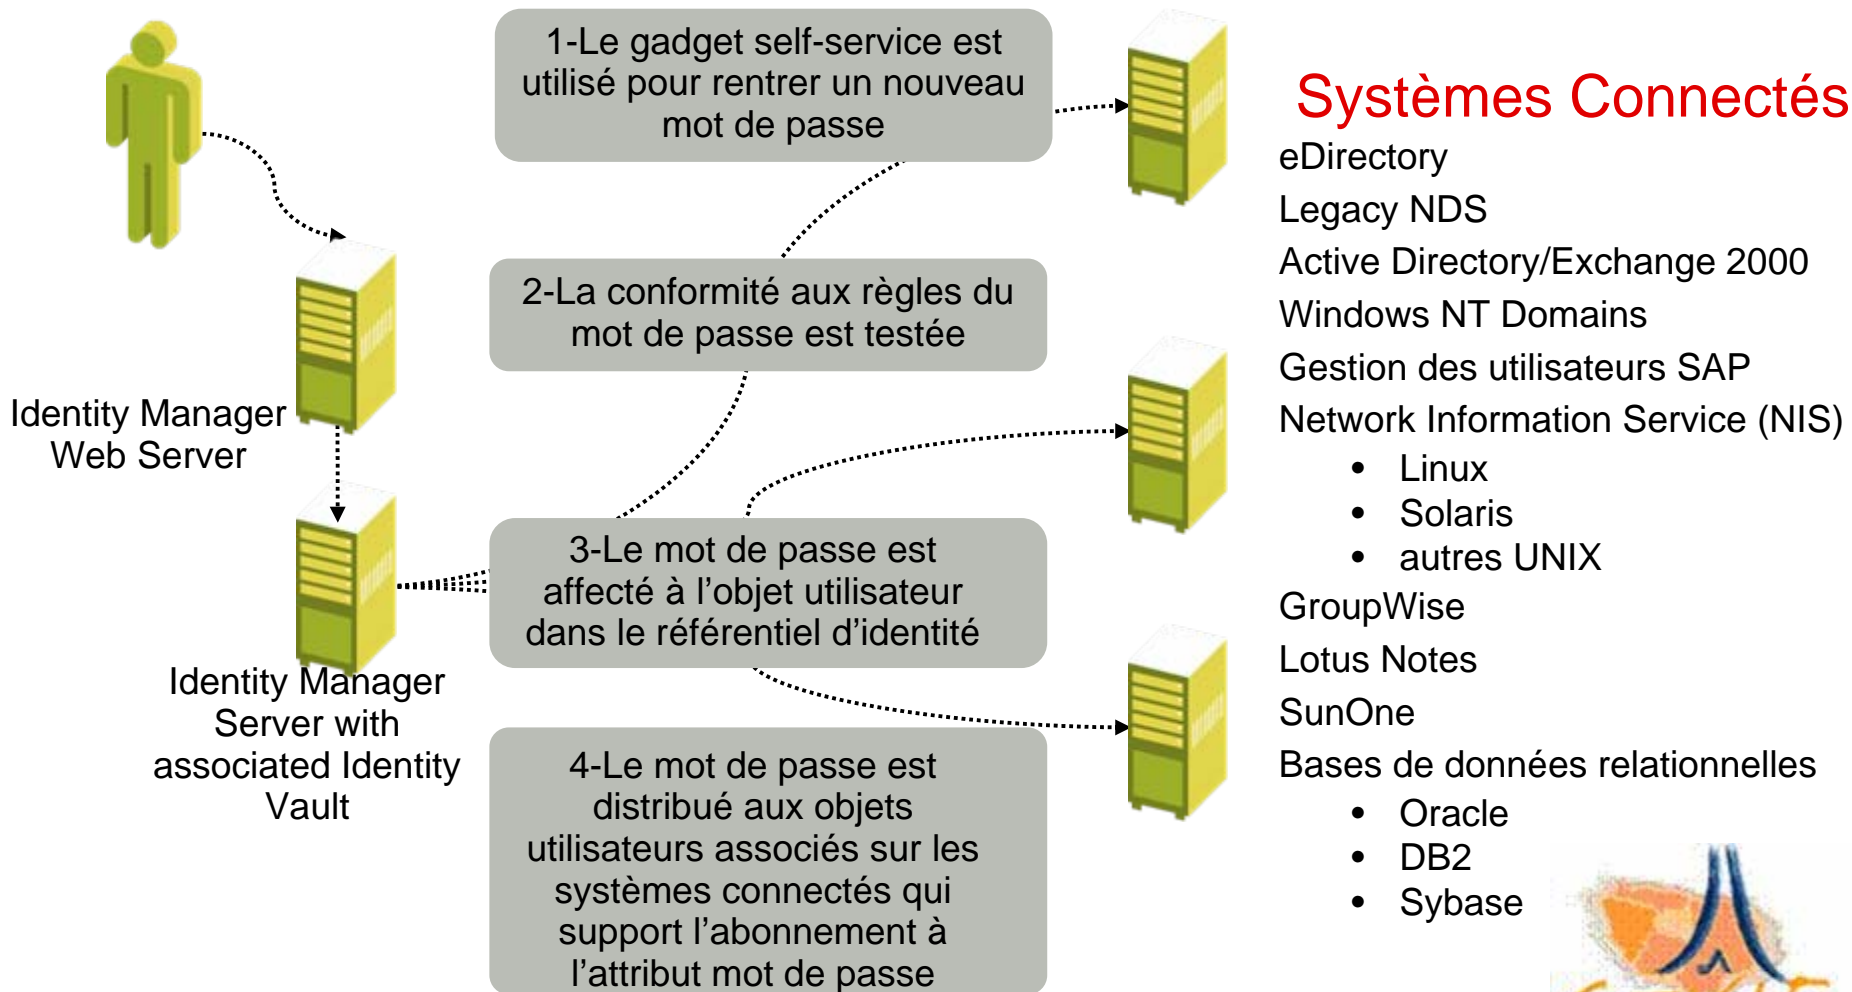 1-Le gadget self-service est
utilisé pour rentrer un nouveau
mot de passe
Systèmes Connectés
eDirectory
Legacy NDS
Active Directory/Exchange 2000
Windows NT Domains
Gestion des utilisateurs SAP
Network Information Service (NIS)
• Linux
• Solaris
• autres UNIX
GroupWise
Lotus Notes
SunOne
Bases de données relationnelles
• Oracle
• DB2
• Sybase
2-La conformité aux règles du
mot de passe est testée
Identity Manager
Web Server
3-Le mot de passe est
affecté à l’objet utilisateur
dans le référentiel d’identité
Identity Manager
Server with
associated Identity
Vault
4-Le mot de passe est
distribué aux objets
utilisateurs associés sur les
systèmes connectés qui
support l’abonnement à
l’attribut mot de passe